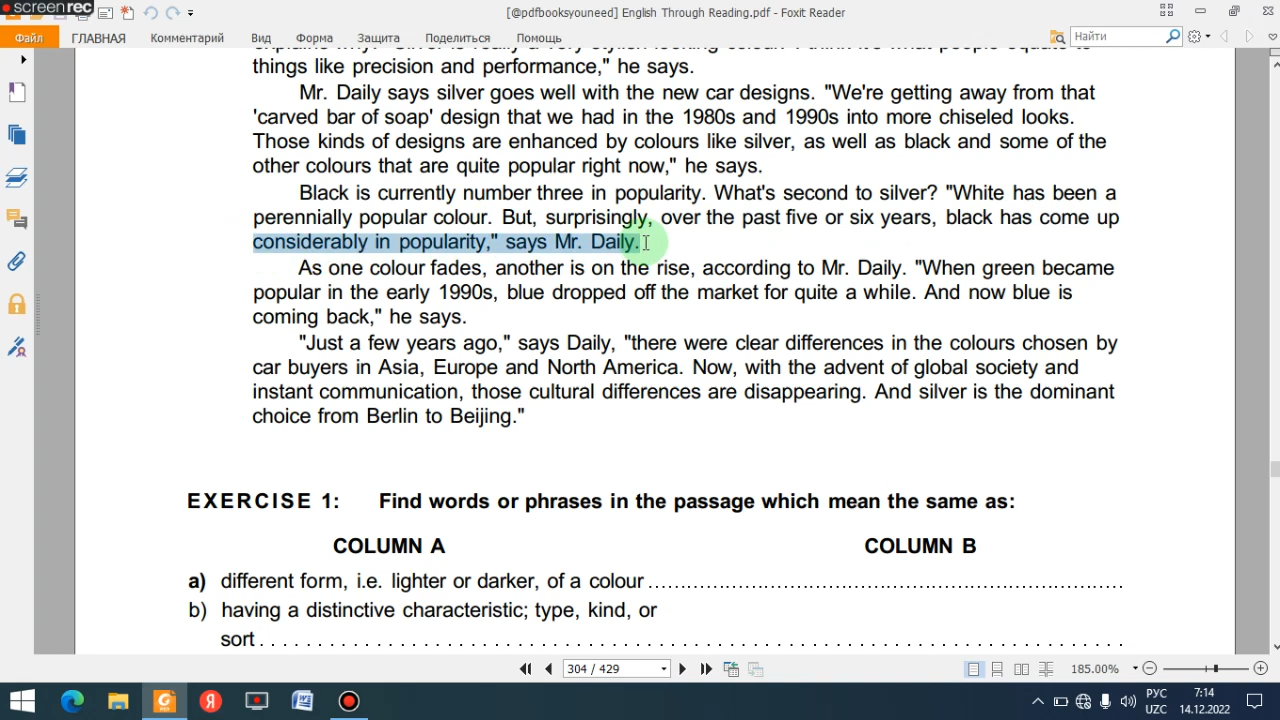 screenrec
[@pdfbooksyouneed] English Through Reading.pdf - Foxit Reader
Файл ГЛАВНАЯ Комментарий Вид Форма Защита Поделиться Помощь Найти
things like precision and performance," he says.
Mr. Daily says silver goes well with the new car designs. "We're getting away from that
'carved bar of soap' design that we had in the 1980s and 1990s into more chiseled looks.
Those kinds of designs are enhanced by colours like silver, as well as black and some of the
other colours that are quite popular right now," he says.
Black is currently number three in popularity. What's second to silver? "White has been a
perennially popular colour. But, surprisingly, over the past five or six years, black has come up
considerably in popularity," says Mr. Daily.
As one colour fades, another is on the rise, according to Mr. Daily. "When green became
popular in the early 1990s, blue dropped off the market for quite a while. And now blue is
coming back," he says.
"Just a few years ago," says Daily, "there were clear differences in the colours chosen by
car buyers in Asia, Europe and North America. Now, with the advent of global society and
instant communication, those cultural differences are disappearing. And silver is the dominant
choice from Berlin to Beijing."
EXERCISE 1: Find words or phrases in the passage which mean the same as:
COLUMN A COLUMN B
a) different form, i.e. lighter or darker, of a colour
b) having a distinctive characteristic; type, kind, or
sort
304 / 429 185.00%
РУС 7:14
UZC 14.12.2022